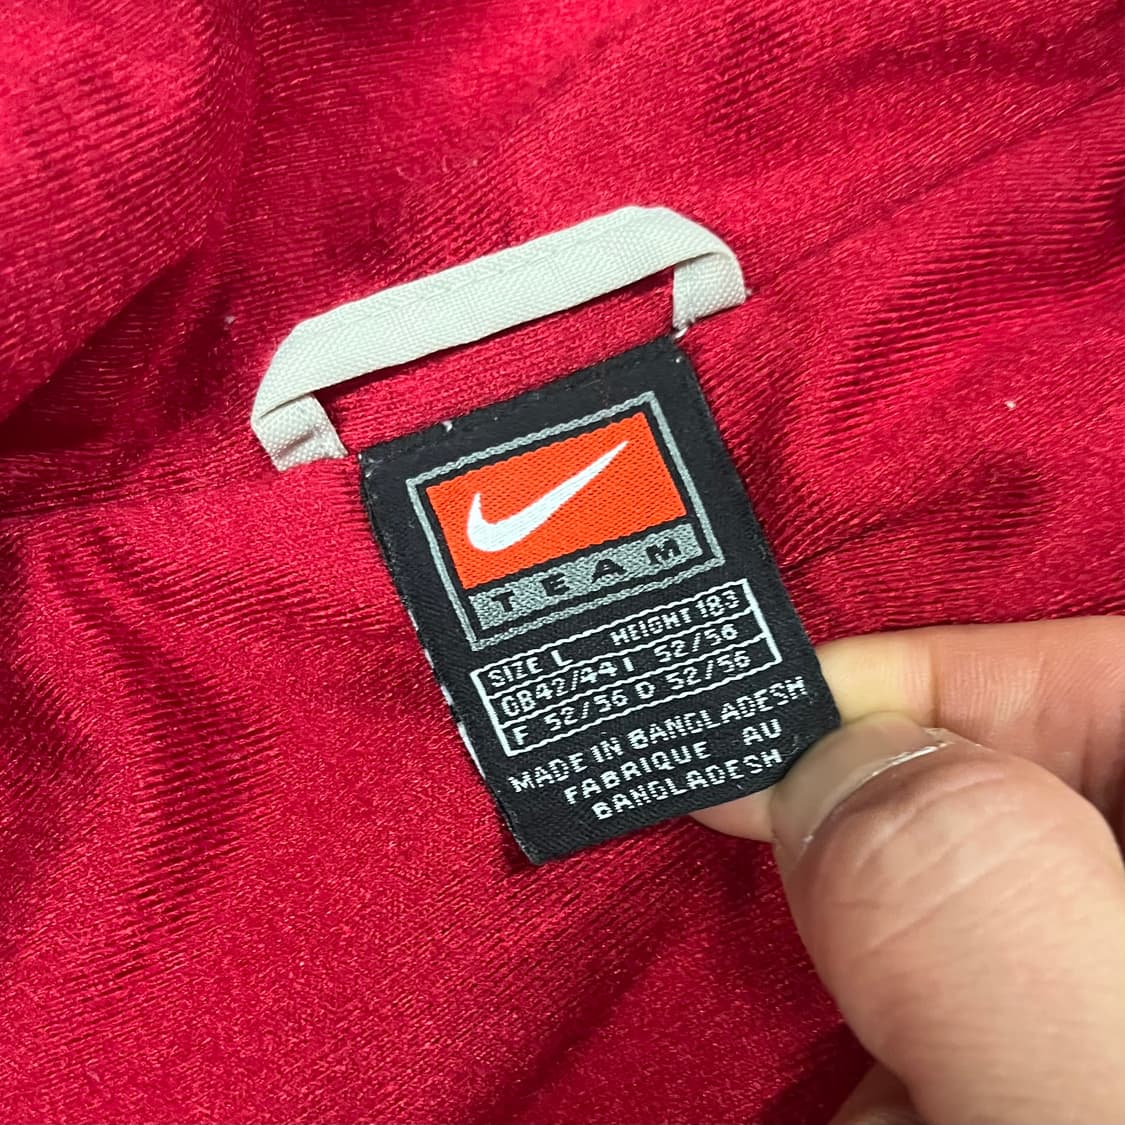 TEAM
SIZE L HEIGHT 183
GB42/44 I 52/56
F 52/56 D 52/56
MADE IN BANGLADESH
FABRIQUE AU
BANGLADESH